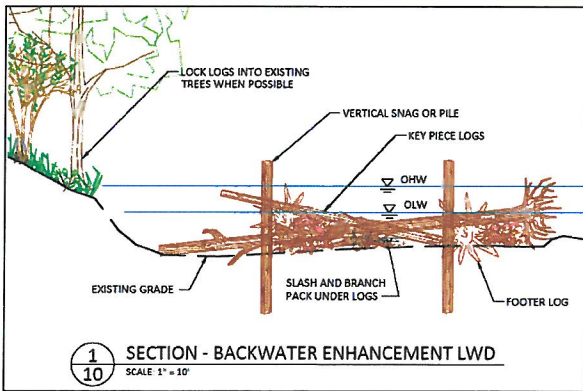 LOCK LOGS INTO EXISTING
TREES WHEN POSSIBLE
VERTICAL SNAG OR PILE
KEY PIECE LOGS
OHW
OLW
EXISTING GRADE
SLASH AND BRANCH
PACK UNDER LOGS
FOOTER LOG
1
10
SECTION - BACKWATER ENHANCEMENT LWD
SCALE: 1" = 10'